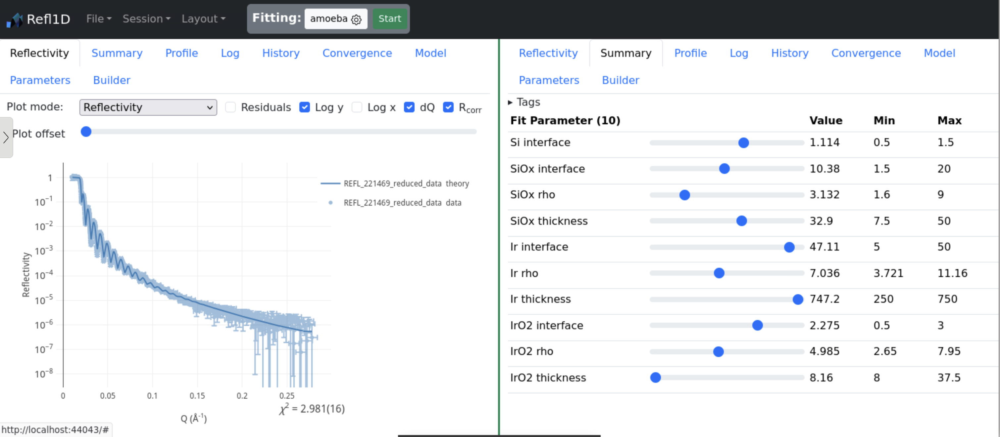 Refl1D File Session Layout Fitting: amoeba Start
Reflectivity Summary Profile Log History Convergence Model
Parameters Builder
Plot mode: Reflectivity Residuals Log y Log x dQ Rcorr
Plot offset
1
10−1
10−2
10−3
10−4
10−5
10−6
10−7
10−8
Reflectivity
REFL_221469_reduced_data theory
REFL_221469_reduced_data data
0 0.05 0.1 0.15 0.2 0.25
χ2 = 2.981(16)
Q (Å-1)
http://localhost:44043/#
Reflectivity Summary Profile Log History Convergence Model
Parameters Builder
Tags
Fit Parameter (10) Value Min Max
Si interface 1.114 0.5 1.5
SiOx interface 10.38 1.5 20
SiOx rho 3.132 1.6 9
SiOx thickness 32.9 7.5 50
Ir interface 47.11 5 50
Ir rho 7.036 3.721 11.16
Ir thickness 747.2 250 750
IrO2 interface 2.275 0.5 3
IrO2 rho 4.985 2.65 7.95
IrO2 thickness 8.16 8 37.5